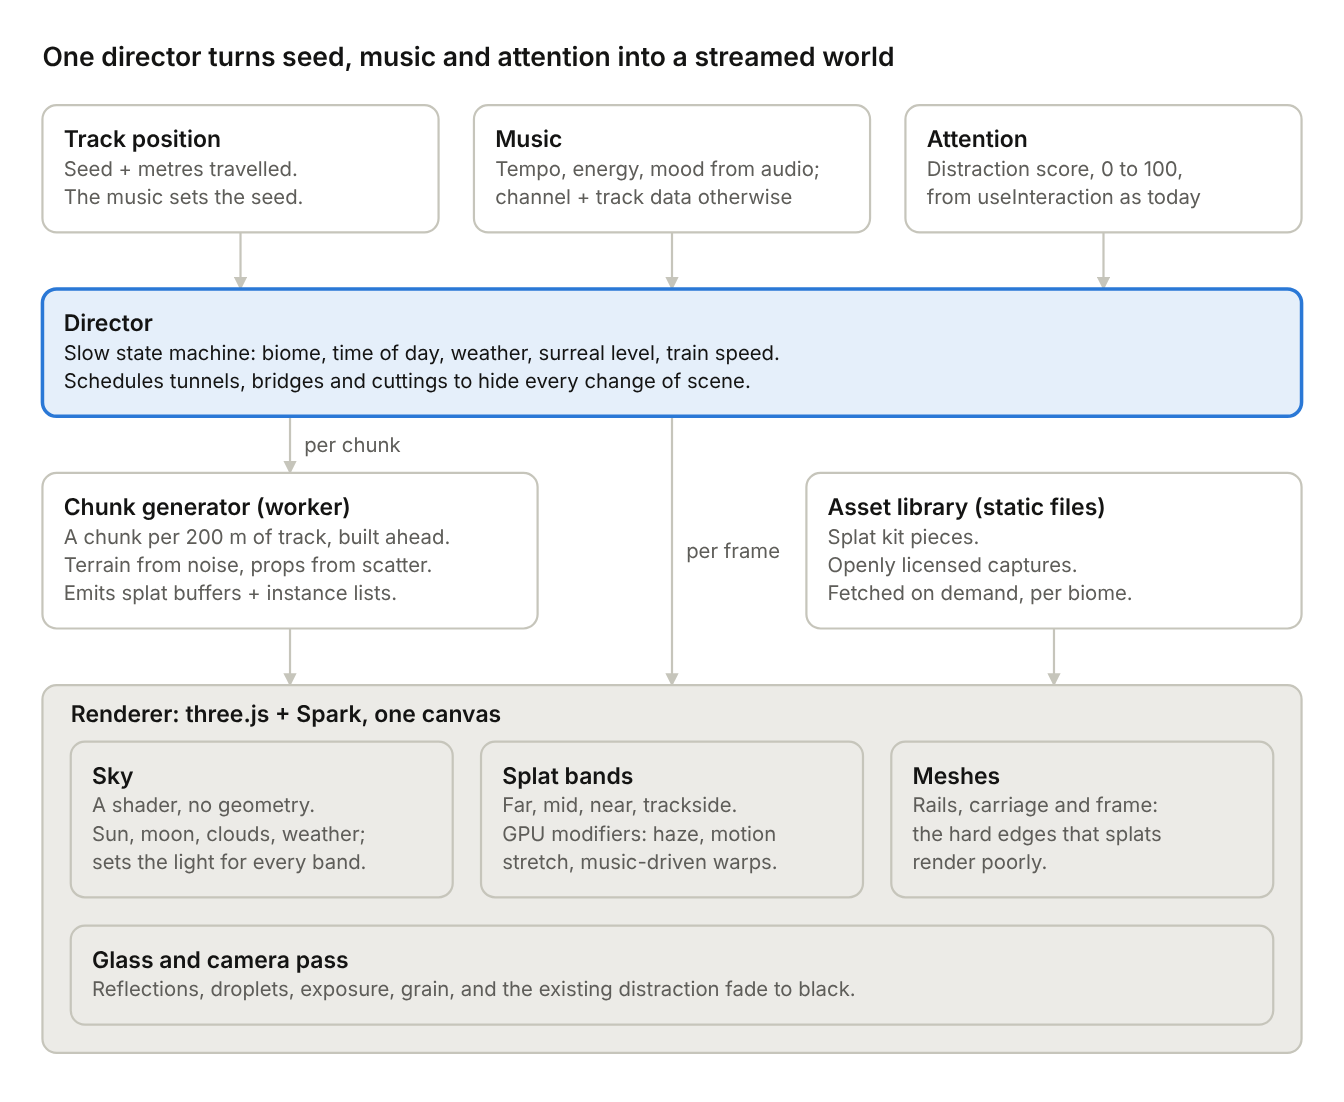 One director turns seed, music and attention into a streamed world
Track position
Seed + metres travelled.
The music sets the seed.
Music
Tempo, energy, mood from audio;
channel + track data otherwise
Attention
Distraction score, 0 to 100,
from useInteraction as today
Director
Slow state machine: biome, time of day, weather, surreal level, train speed.
Schedules tunnels, bridges and cuttings to hide every change of scene.
per chunk
Chunk generator (worker)
A chunk per 200 m of track, built ahead.
Terrain from noise, props from scatter.
Emits splat buffers + instance lists.
per frame
Asset library (static files)
Splat kit pieces.
Openly licensed captures.
Fetched on demand, per biome.
Renderer: three.js + Spark, one canvas
Sky
A shader, no geometry.
Sun, moon, clouds, weather;
sets the light for every band.
Splat bands
Far, mid, near, trackside.
GPU modifiers: haze, motion
stretch, music-driven warps.
Meshes
Rails, carriage and frame:
the hard edges that splats
render poorly.
Glass and camera pass
Reflections, droplets, exposure, grain, and the existing distraction fade to black.